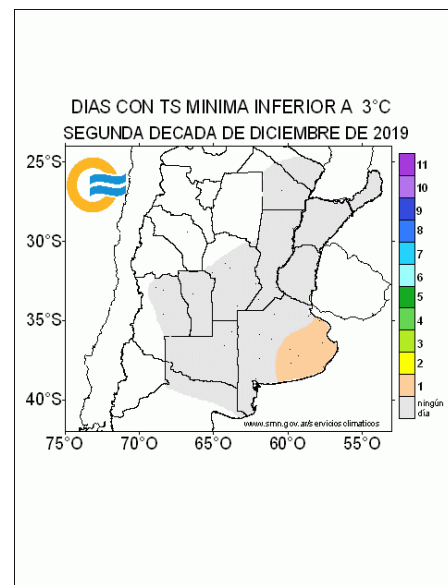 DIAS CON TS MINIMA INFERIOR A 3°C
SEGUNDA DECADA DE DICIEMBRE DE 2019
25°S
30°S
35°S
40°S
75°O
70°O
65°O
60°O
55°O
www.smn.gov.ar/serviciosclimaticos
11
10
9
8
7
6
5
4
3
2
1
ningún
día